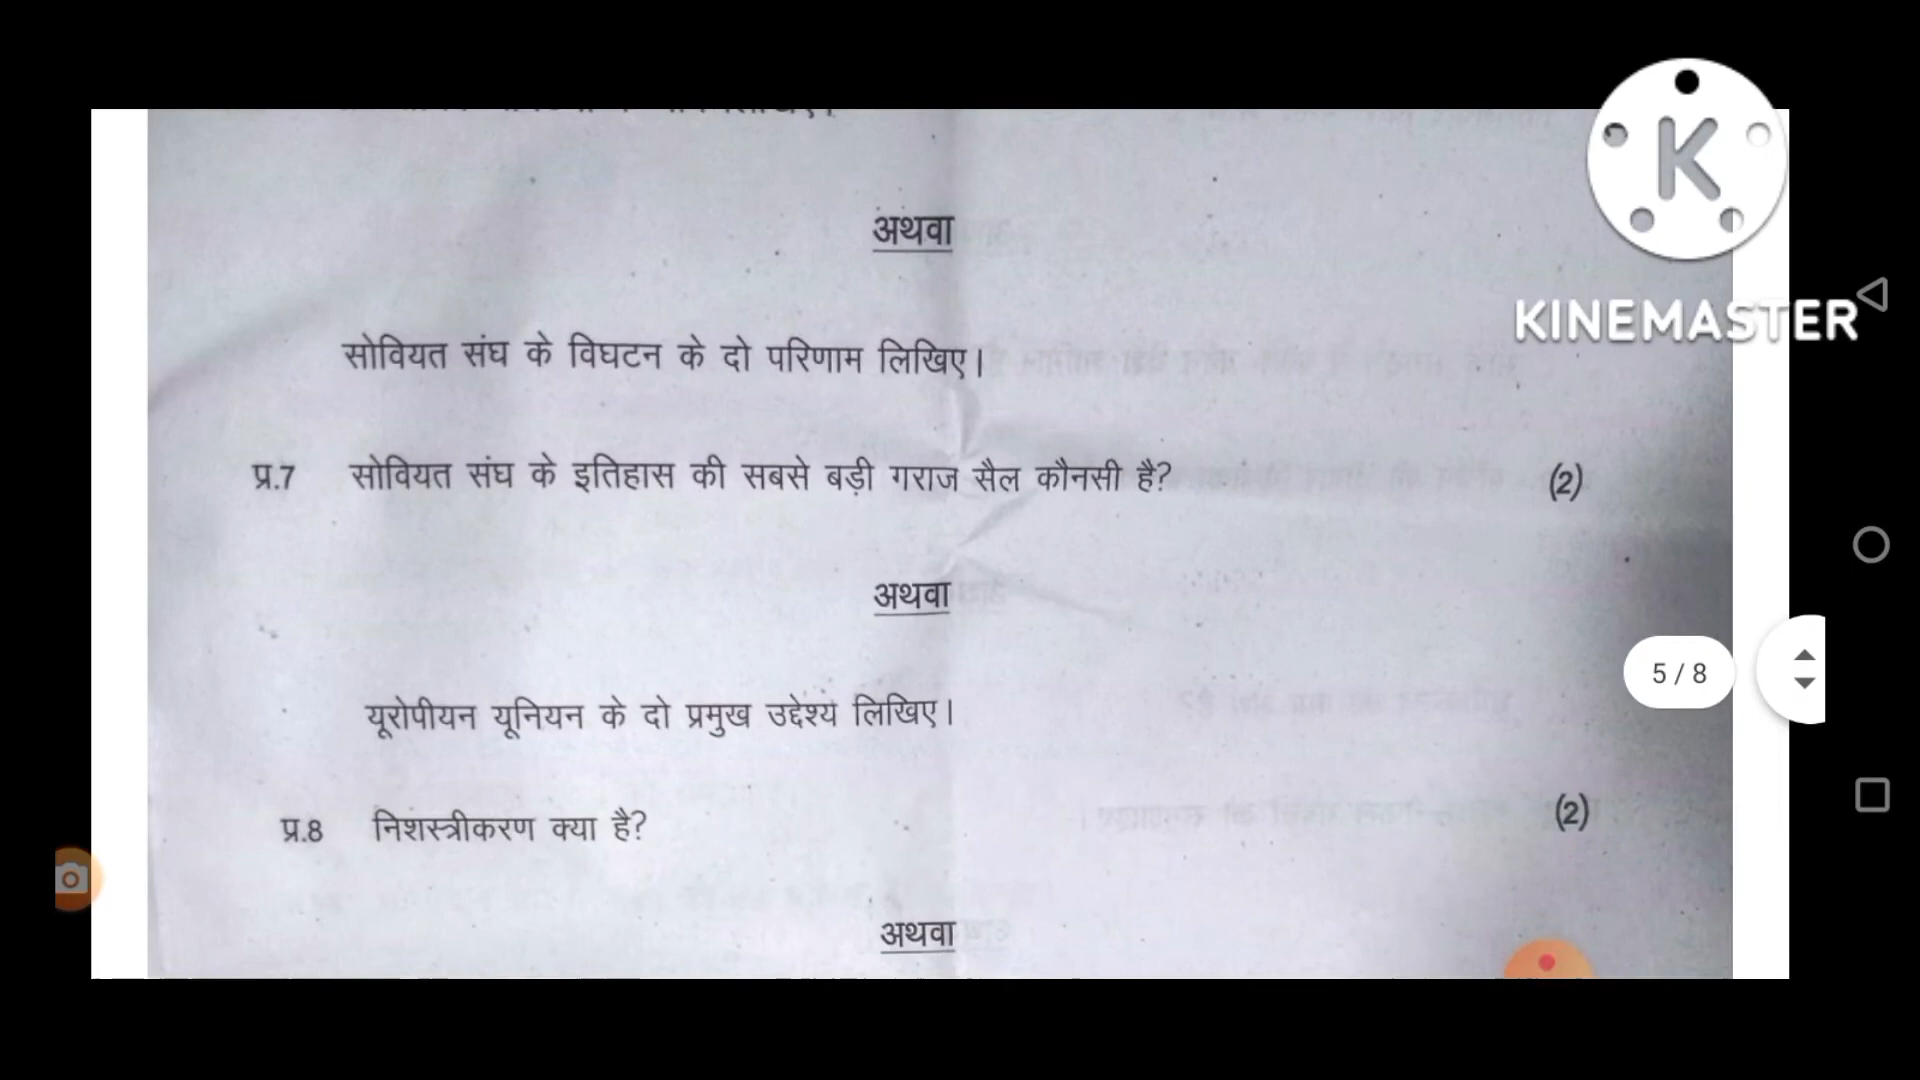 अथवा
सोवियत संघ के विघटन के दो परिणाम लिखिए।
प्र.7 सोवियत संघ के इतिहास की सबसे बड़ी गराज सैल कौनसी है? (2)
अथवा
यूरोपीयन यूनियन के दो प्रमुख उद्देश्य लिखिए।
प्र.8 निशस्त्रीकरण क्या है? (2)
अथवा
K
KINEMASTER
5 / 8